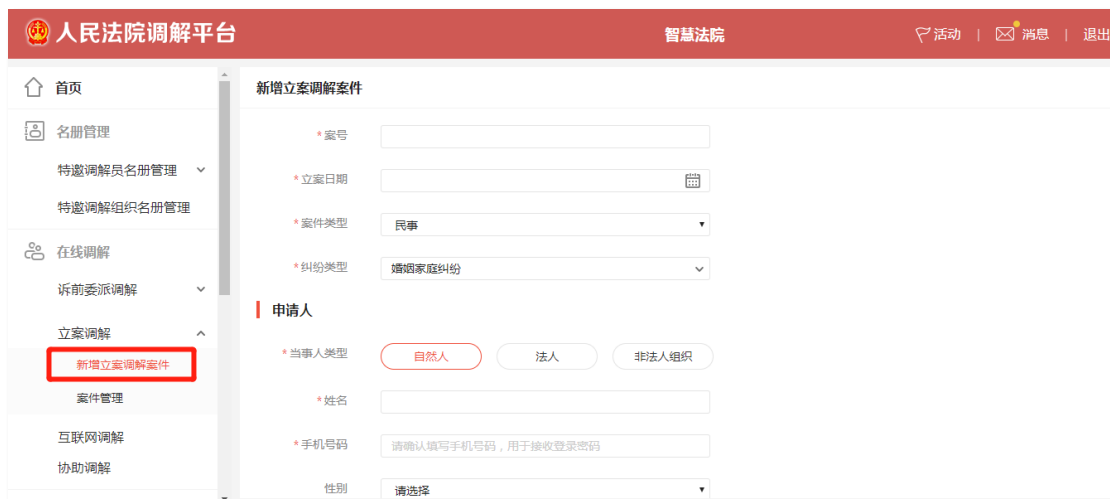 人民法院调解平台
智慧法院
活动 | 消息 | 退出
首页
名册管理
特邀调解员名册管理
特邀调解组织名册管理
在线调解
诉前委派调解
立案调解
新增立案调解案件
案件管理
互联网调解
协助调解
新增立案调解案件
*案号
*立案日期
*案件类型 民事
*纠纷类型 婚姻家庭纠纷
申请人
*当事人类型 自然人 法人 非法人组织
*姓名
*手机号码 请确认填写手机号码，用于接收登录密码
性别 请选择